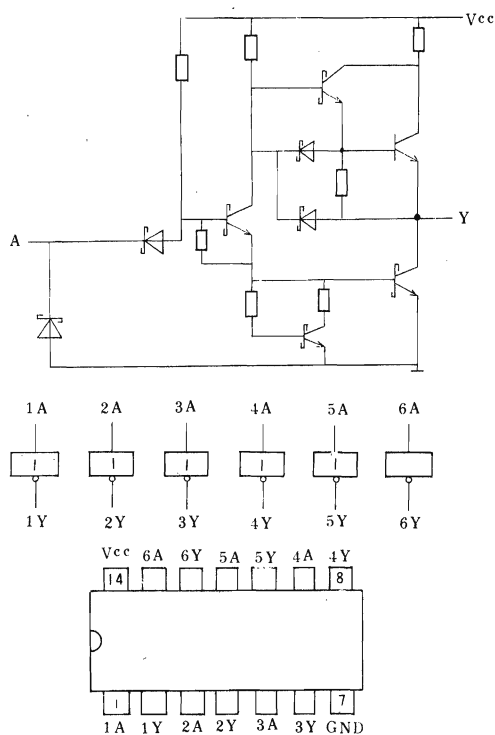 Vcc
A
Y
1A 2A 3A 4A 5A 6A
1 1 1 1 1
1Y 2Y 3Y 4Y 5Y 6Y
Vcc 6A 6Y 5A 5Y 4A 4Y
14 8
1 7
1A 1Y 2A 2Y 3A 3Y GND